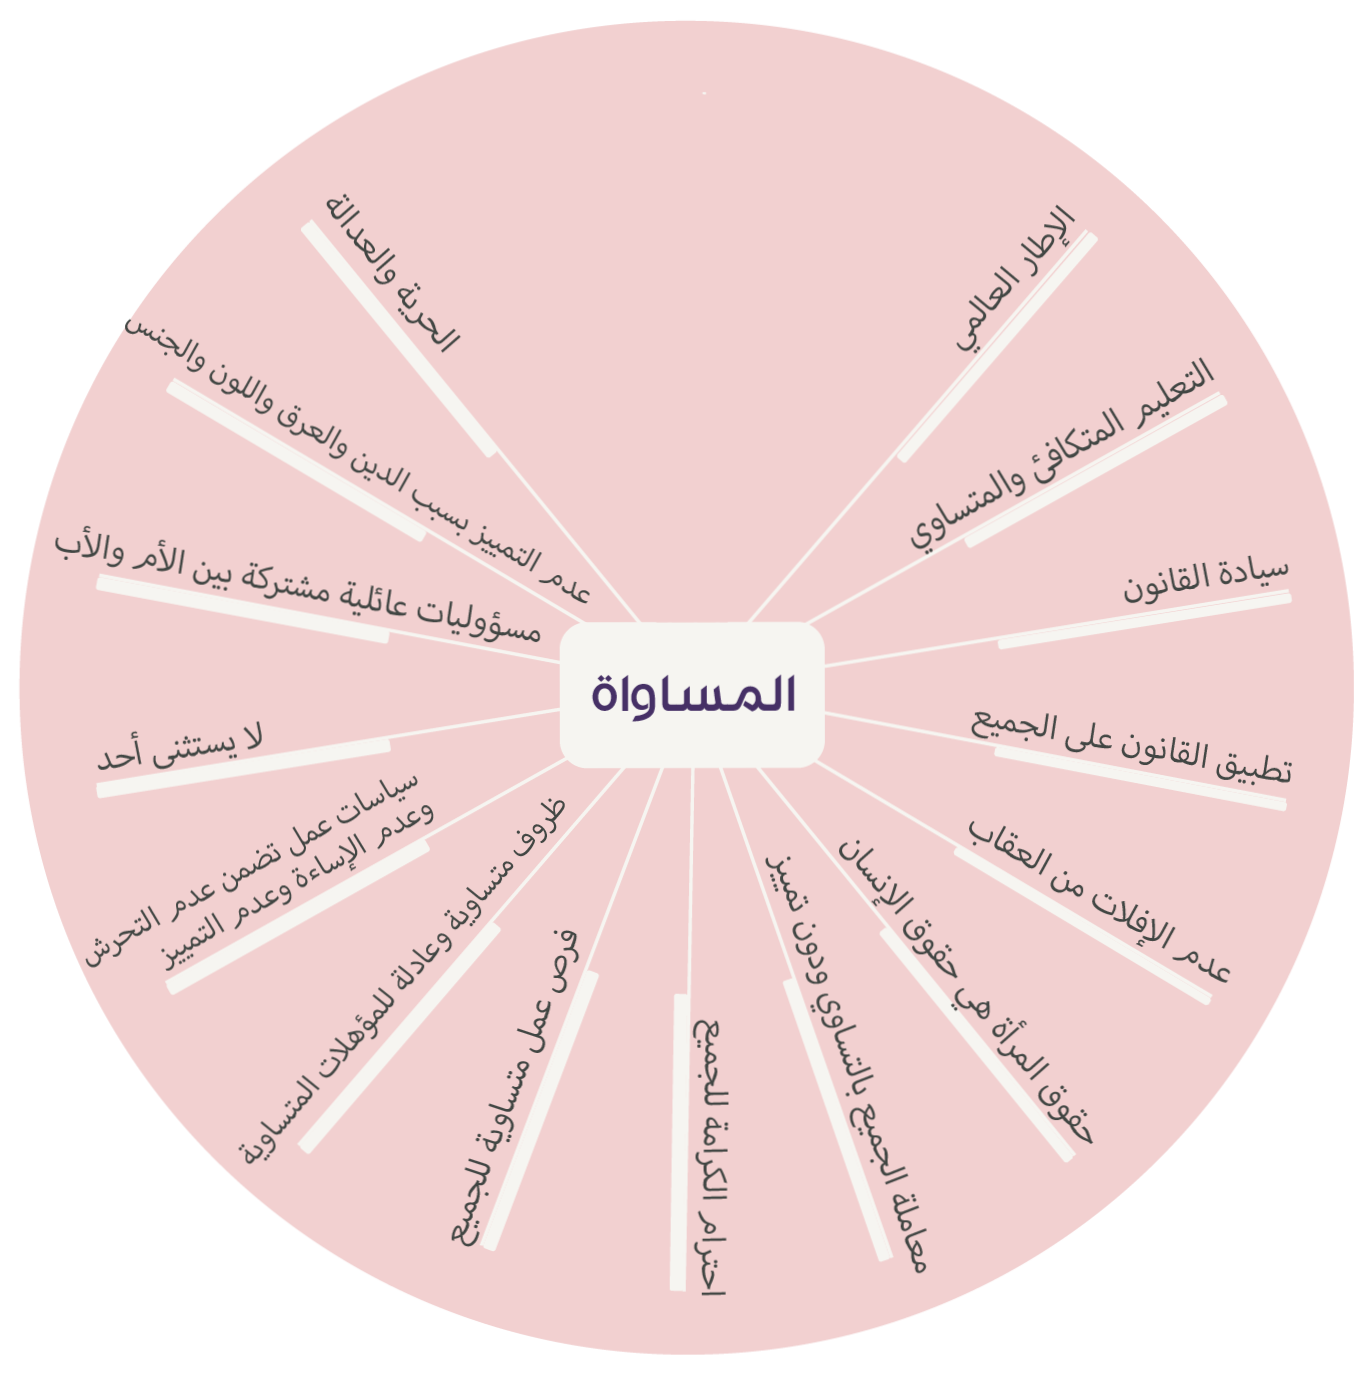 المساواة
الإطار العالمي
التعليم المتكافئ والمتساوي
سيادة القانون
تطبيق القانون على الجميع
عدم الإفلات من العقاب
حقوق المرأة هي حقوق الإنسان
معاملة الجميع بالتساوي ودون تمييز
احترام الكرامة للجميع
فرص عمل متساوية للجميع
ظروف متساوية وعادلة للمؤهلات المتساوية
سياسات عمل تضمن عدم التحرش
وعدم الإساءة وعدم التمييز
لا يستثنى أحد
مسؤوليات عائلية مشتركة بين الأم والأب
عدم التمييز بسبب الدين والعرق واللون والجنس
الحرية والعدالة